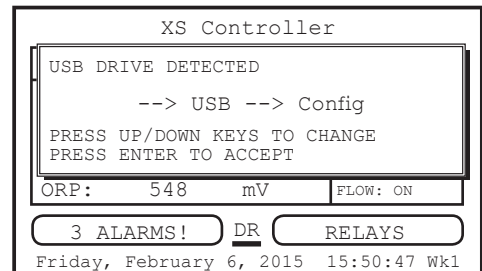 XS Controller
USB DRIVE DETECTED
--> USB --> Config
PRESS UP/DOWN KEYS TO CHANGE
PRESS ENTER TO ACCEPT
ORP: 548 mV FLOW: ON
3 ALARMS! DR RELAYS
Friday, February 6, 2015 15:50:47 Wk1